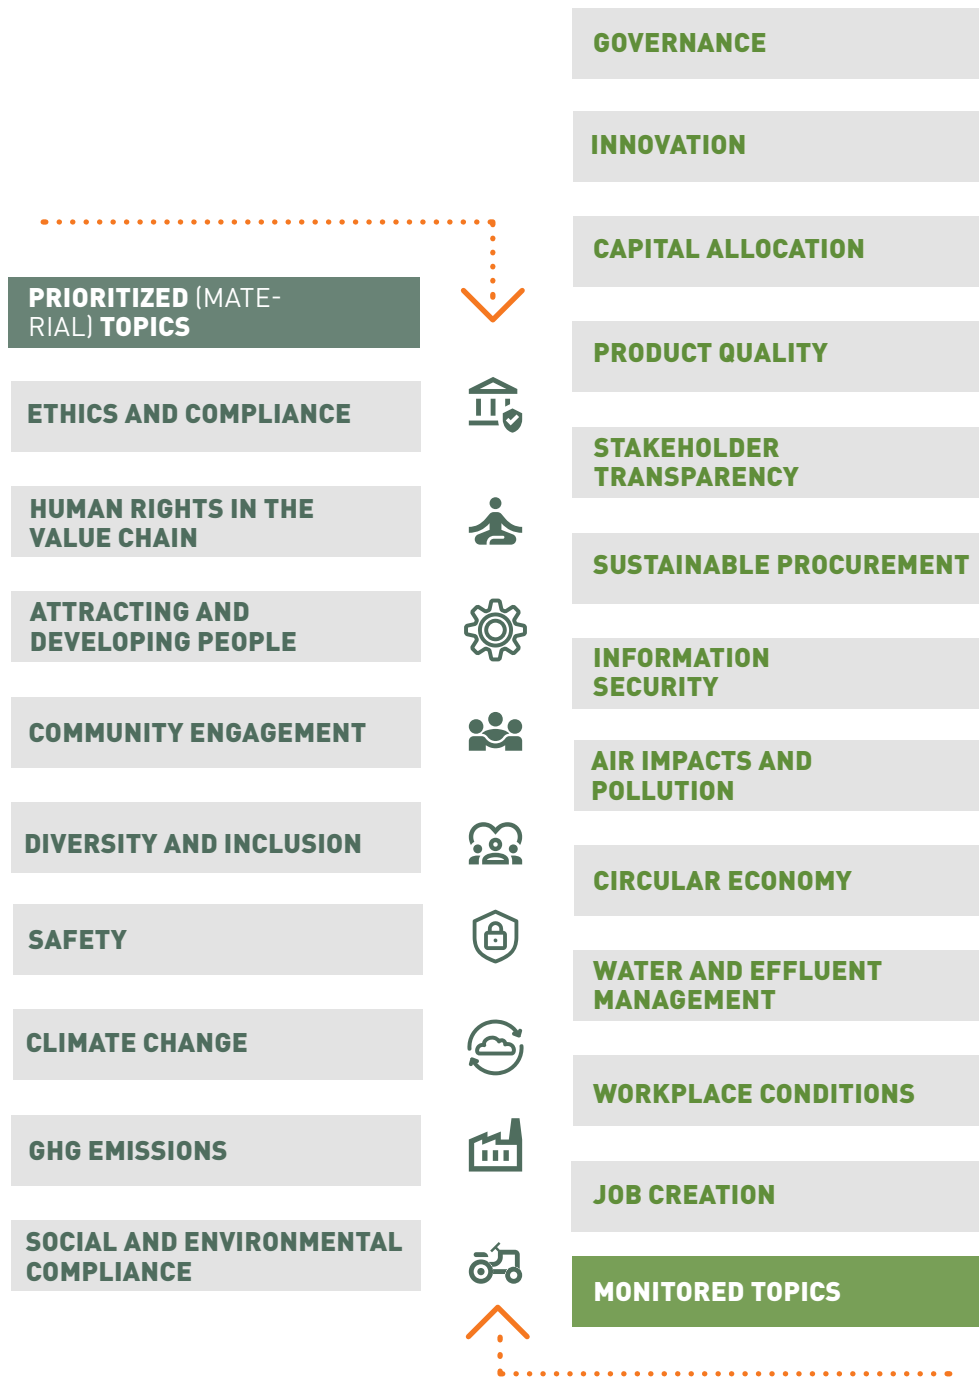 PRIORITIZED (MATE-
RIAL) TOPICS
ETHICS AND COMPLIANCE
HUMAN RIGHTS IN THE
VALUE CHAIN
ATTRACTING AND
DEVELOPING PEOPLE
COMMUNITY ENGAGEMENT
DIVERSITY AND INCLUSION
SAFETY
CLIMATE CHANGE
GHG EMISSIONS
SOCIAL AND ENVIRONMENTAL
COMPLIANCE
GOVERNANCE
INNOVATION
CAPITAL ALLOCATION
PRODUCT QUALITY
STAKEHOLDER
TRANSPARENCY
SUSTAINABLE PROCUREMENT
INFORMATION
SECURITY
AIR IMPACTS AND
POLLUTION
CIRCULAR ECONOMY
WATER AND EFFLUENT
MANAGEMENT
WORKPLACE CONDITIONS
JOB CREATION
MONITORED TOPICS